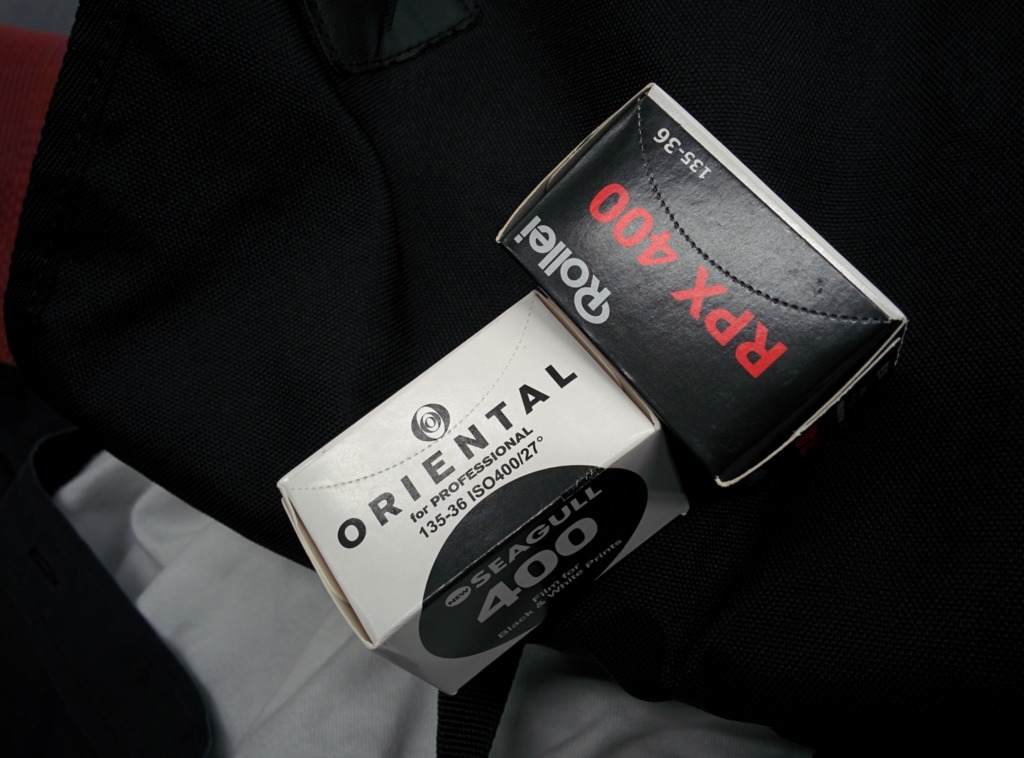 135-36
RPX 400
Rollei
ORIENTAL
for PROFESSIONAL
135-36 ISO400/27°
NEW SEAGULL
400
Film for
Black & White Prints